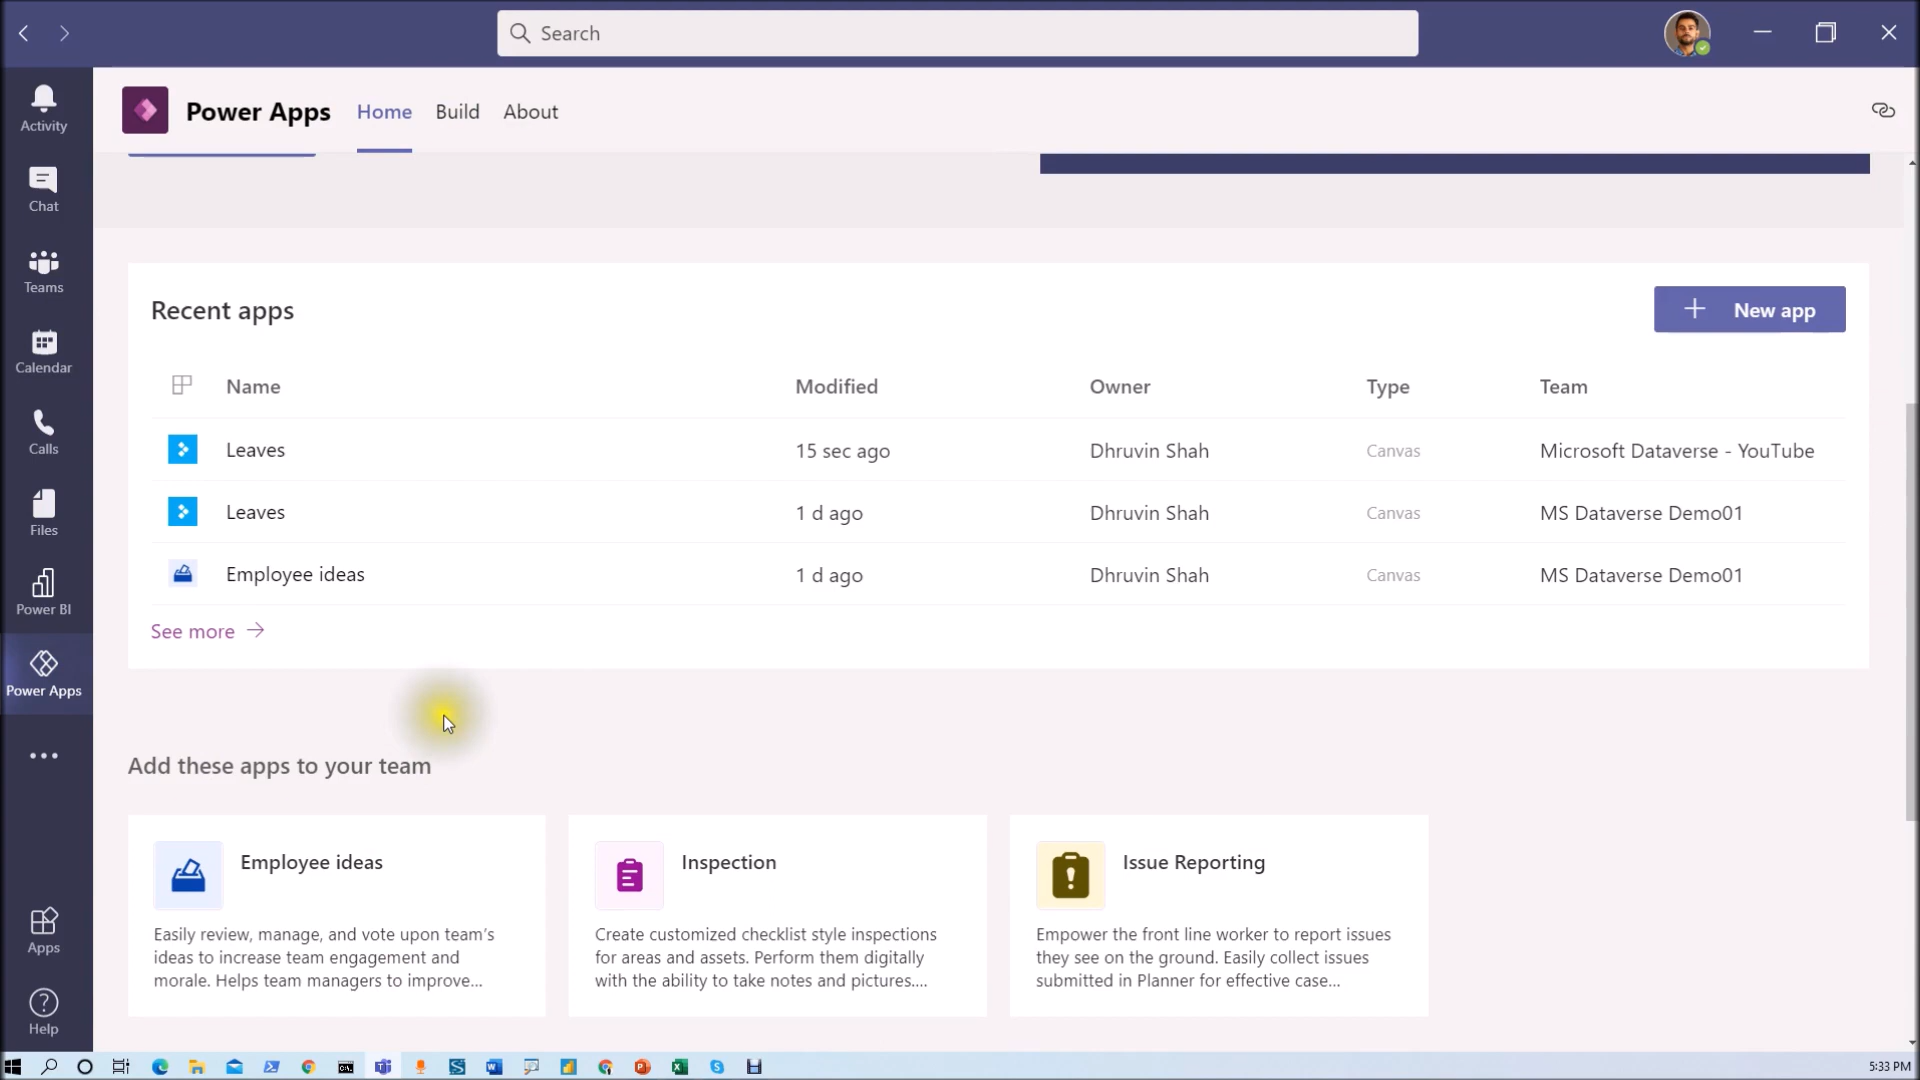 Search
Activity
Chat
Teams
Calendar
Calls
Files
Power BI
Power Apps
Apps
Help
Power Apps
Home
Build
About
Recent apps
New app
Name Modified Owner Type Team
Leaves 15 sec ago Dhruvin Shah Canvas Microsoft Dataverse - YouTube
Leaves 1 d ago Dhruvin Shah Canvas MS Dataverse Demo01
Employee ideas 1 d ago Dhruvin Shah Canvas MS Dataverse Demo01
See more
Add these apps to your team
Employee ideas
Easily review, manage, and vote upon team's
ideas to increase team engagement and
morale. Helps team managers to improve...
Inspection
Create customized checklist style inspections
for areas and assets. Perform them digitally
with the ability to take notes and pictures....
Issue Reporting
Empower the front line worker to report issues
they see on the ground. Easily collect issues
submitted in Planner for effective case...
5:33 PM